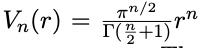 $V_n(r) = \frac{\pi^{n/2}}{\Gamma(\frac{n}{2}+1)} r^n$